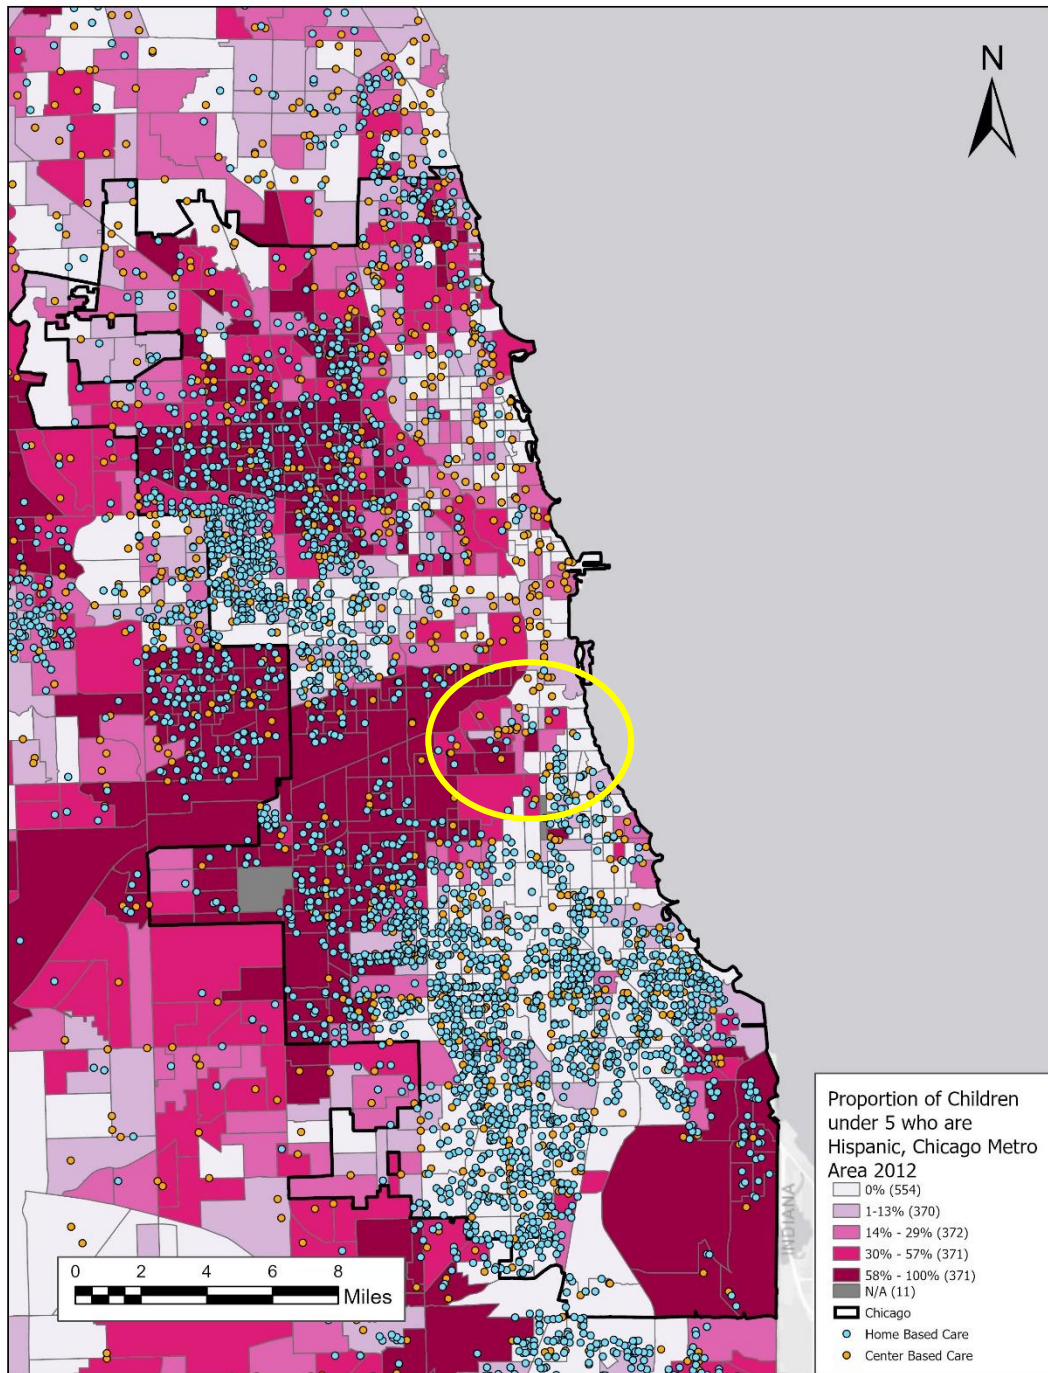 N
INDIANA
Proportion of Children
under 5 who are
Hispanic, Chicago Metro
Area 2012
0% (554)
1-13% (370)
14% - 29% (372)
30% - 57% (371)
58% - 100% (371)
N/A (11)
Chicago
Home Based Care
Center Based Care
0 2 4 6 8
Miles